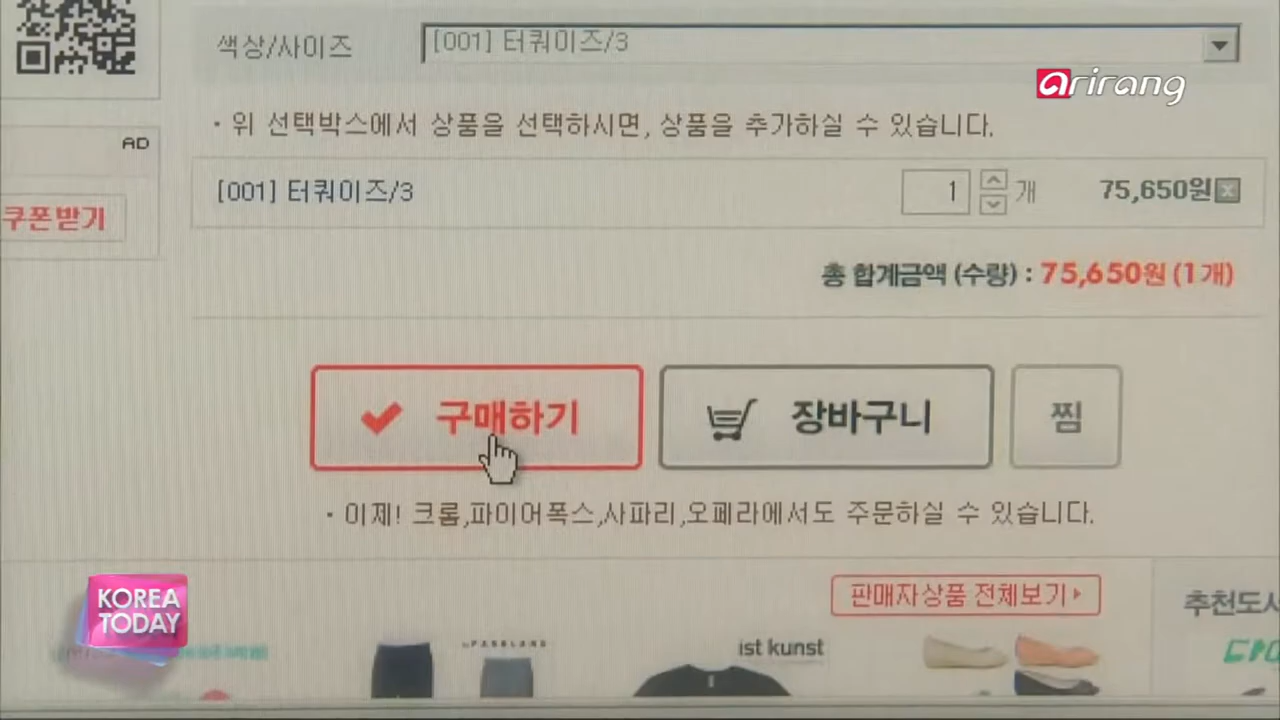 색상/사이즈
[001] 터쿼이즈/3
arirang
· 위 선택박스에서 상품을 선택하시면, 상품을 추가하실 수 있습니다.
AD
[001] 터쿼이즈/3
1 개
75,650원
쿠폰받기
총 합계금액 (수량) : 75,650원 (1개)
구매하기
장바구니
찜
· 이제! 크롬,파이어폭스,사파리,오페라에서도 주문하실 수 있습니다.
판매자상품 전체보기
추천도서
KOREA
TODAY
ist kunst